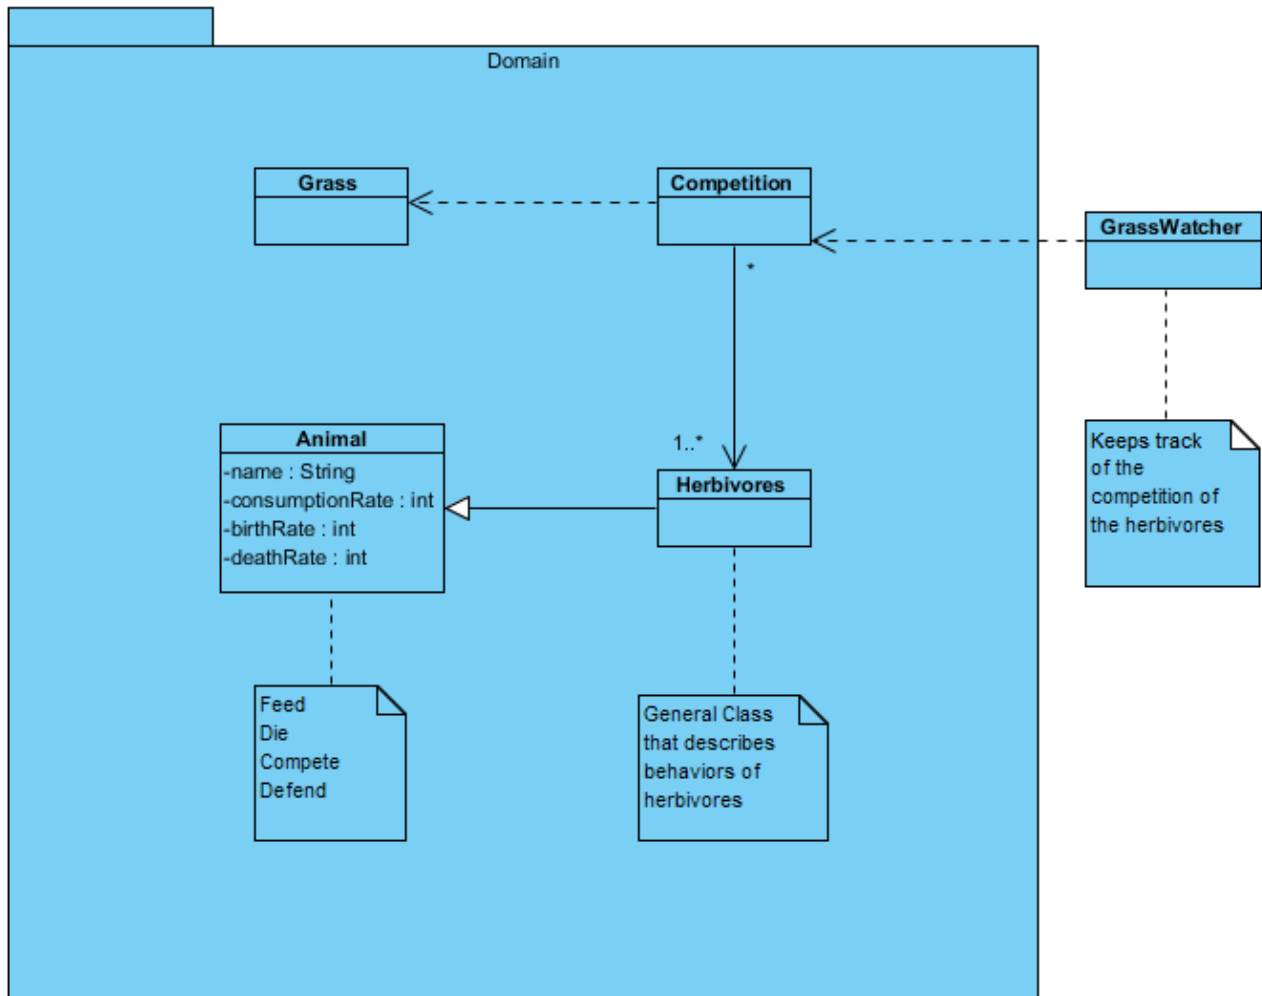 Domain
Grass
Competition
GrassWatcher
*
Keeps track
of the
competition of
the herbivores
Animal
-name : String
-consumptionRate : int
-birthRate : int
-deathRate : int
1..*
Herbivores
Feed
Die
Compete
Defend
General Class
that describes
behaviors of
herbivores